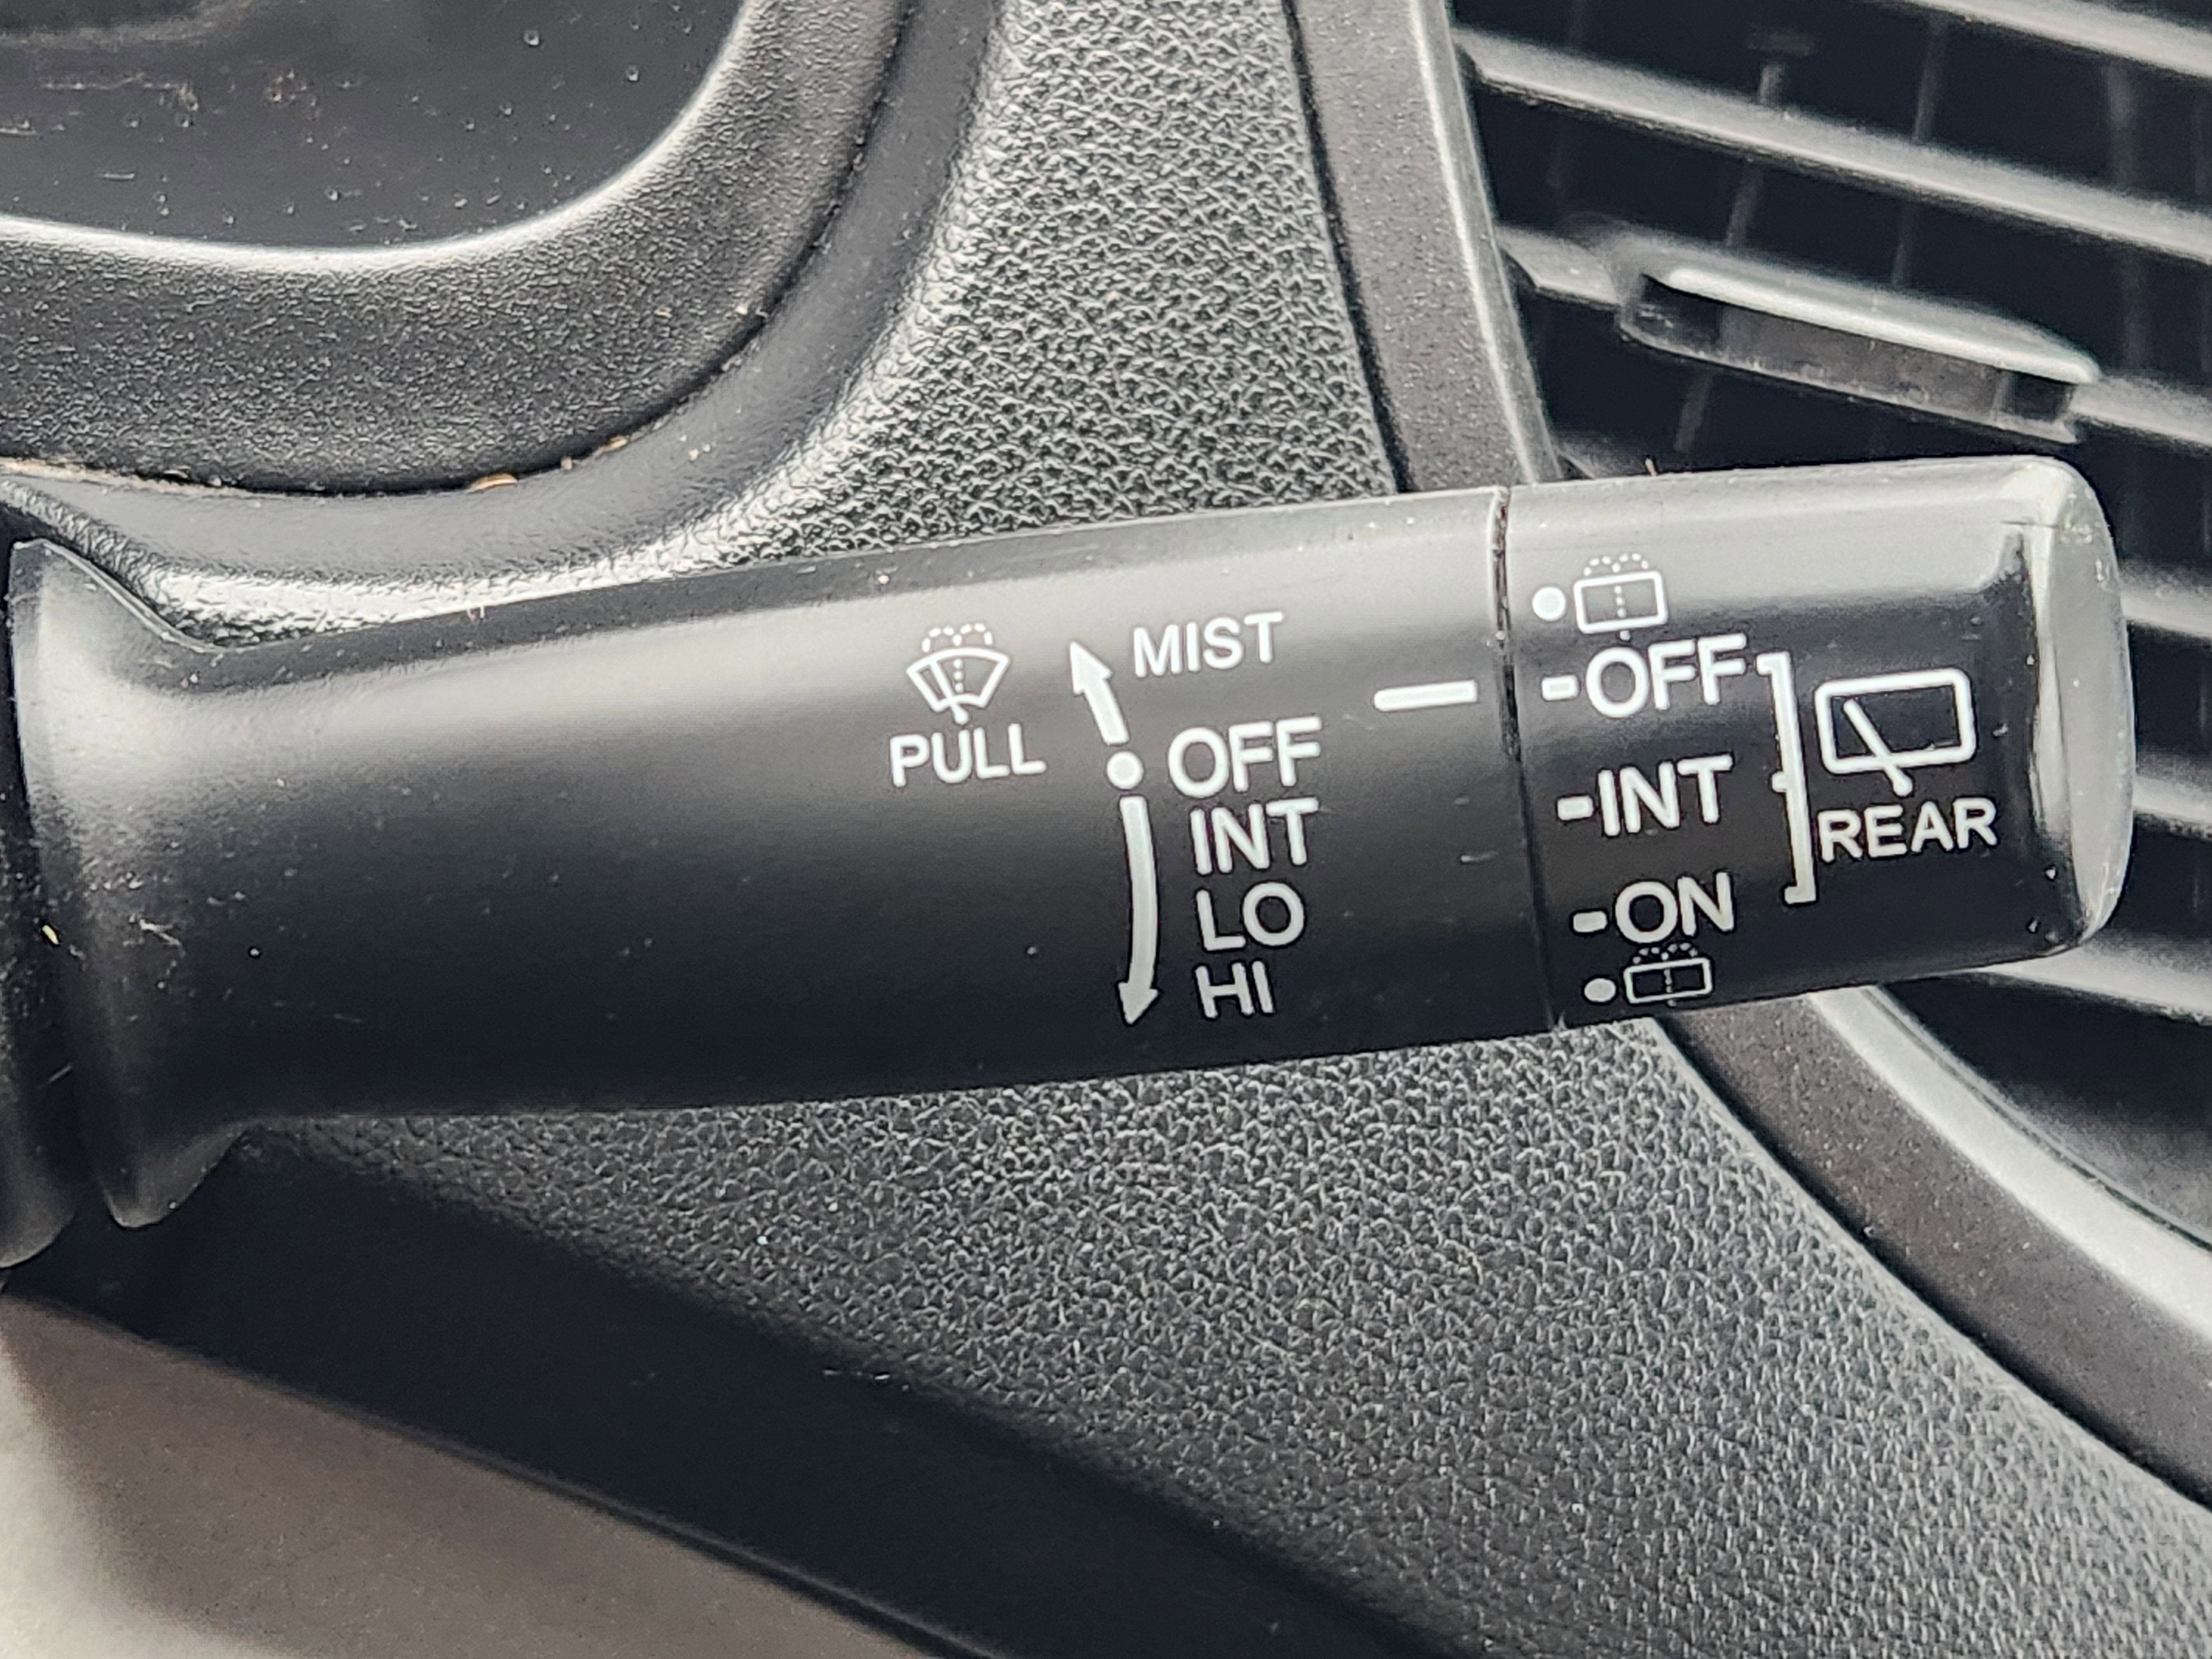 MIST
PULL
OFF
INT
LO
HI
-OFF
-INT
-ON
REAR